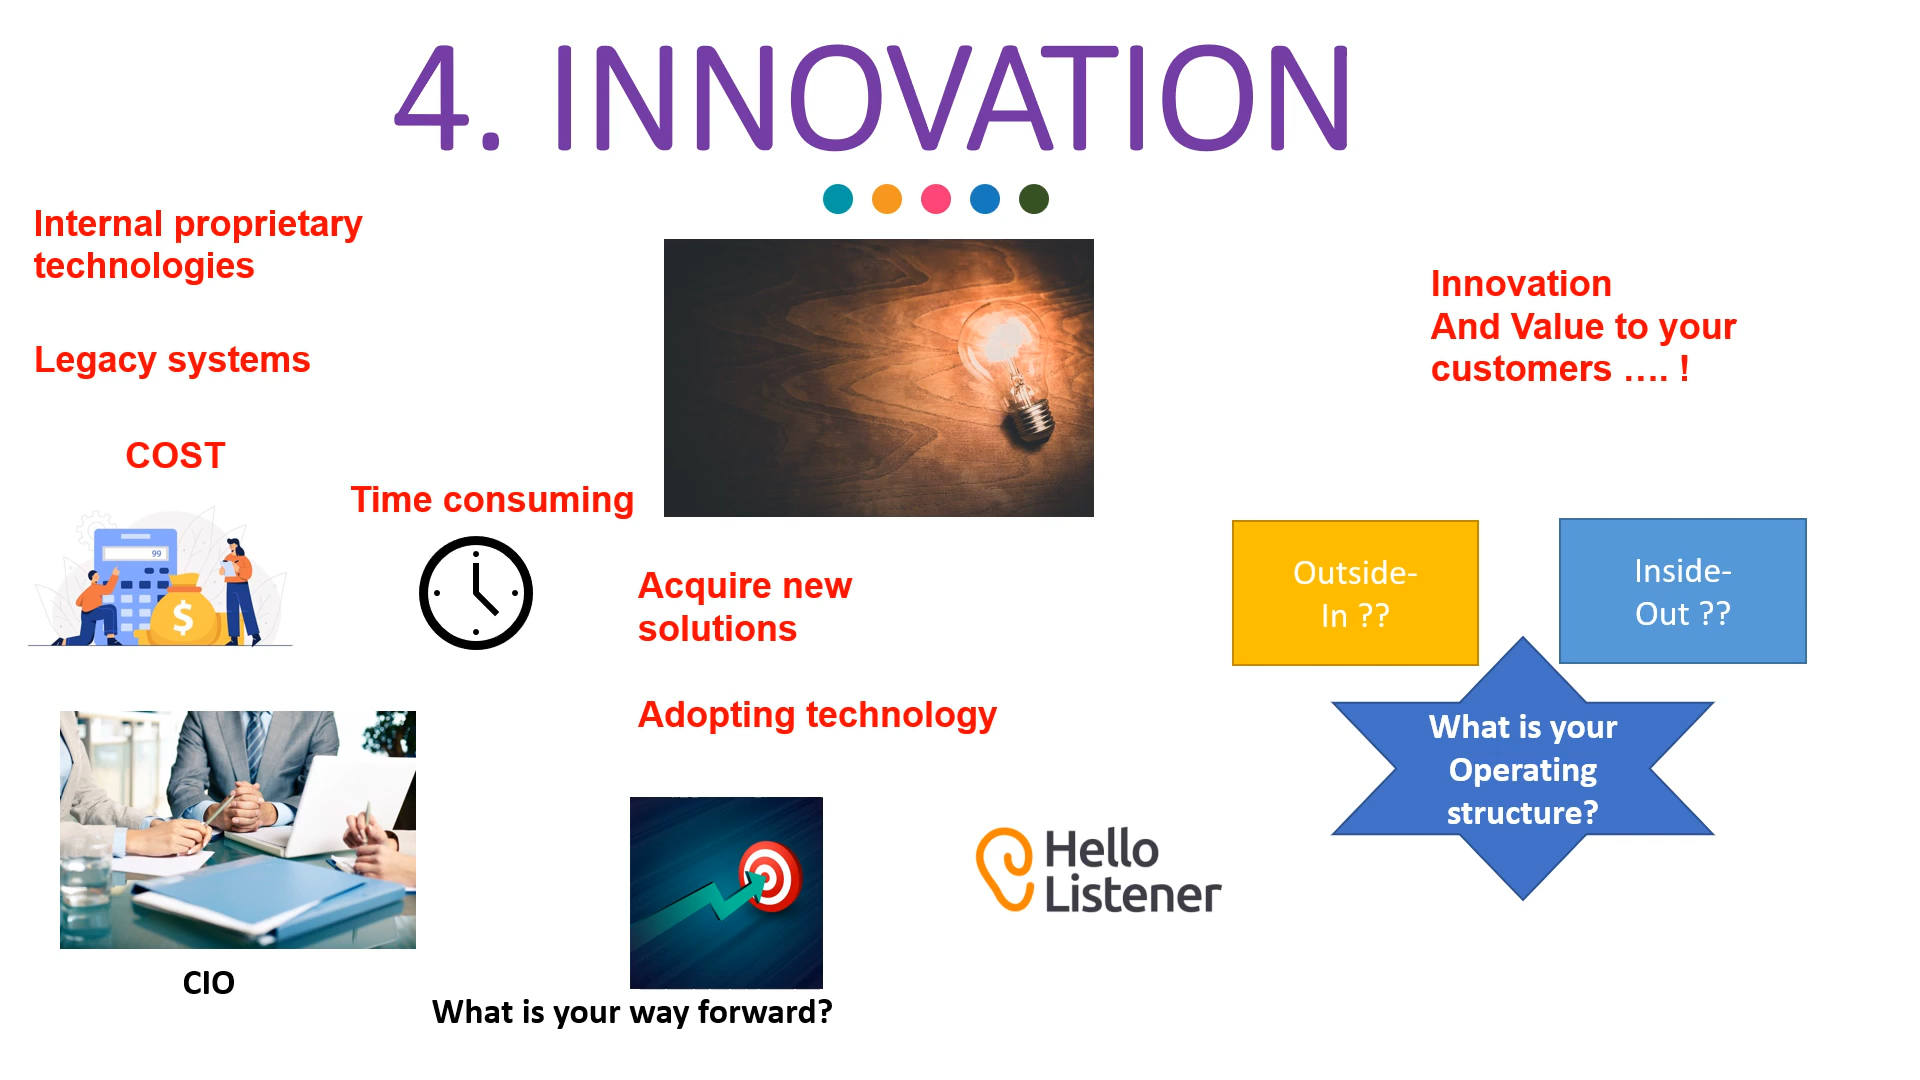 4. INNOVATION
Internal proprietary
technologies
Legacy systems
COST
99
$
Time consuming
Acquire new
solutions
Adopting technology
Innovation
And Value to your
customers …. !
Outside-
In ??
Inside-
Out ??
What is your
Operating
structure?
Hello
Listener
CIO
What is your way forward?